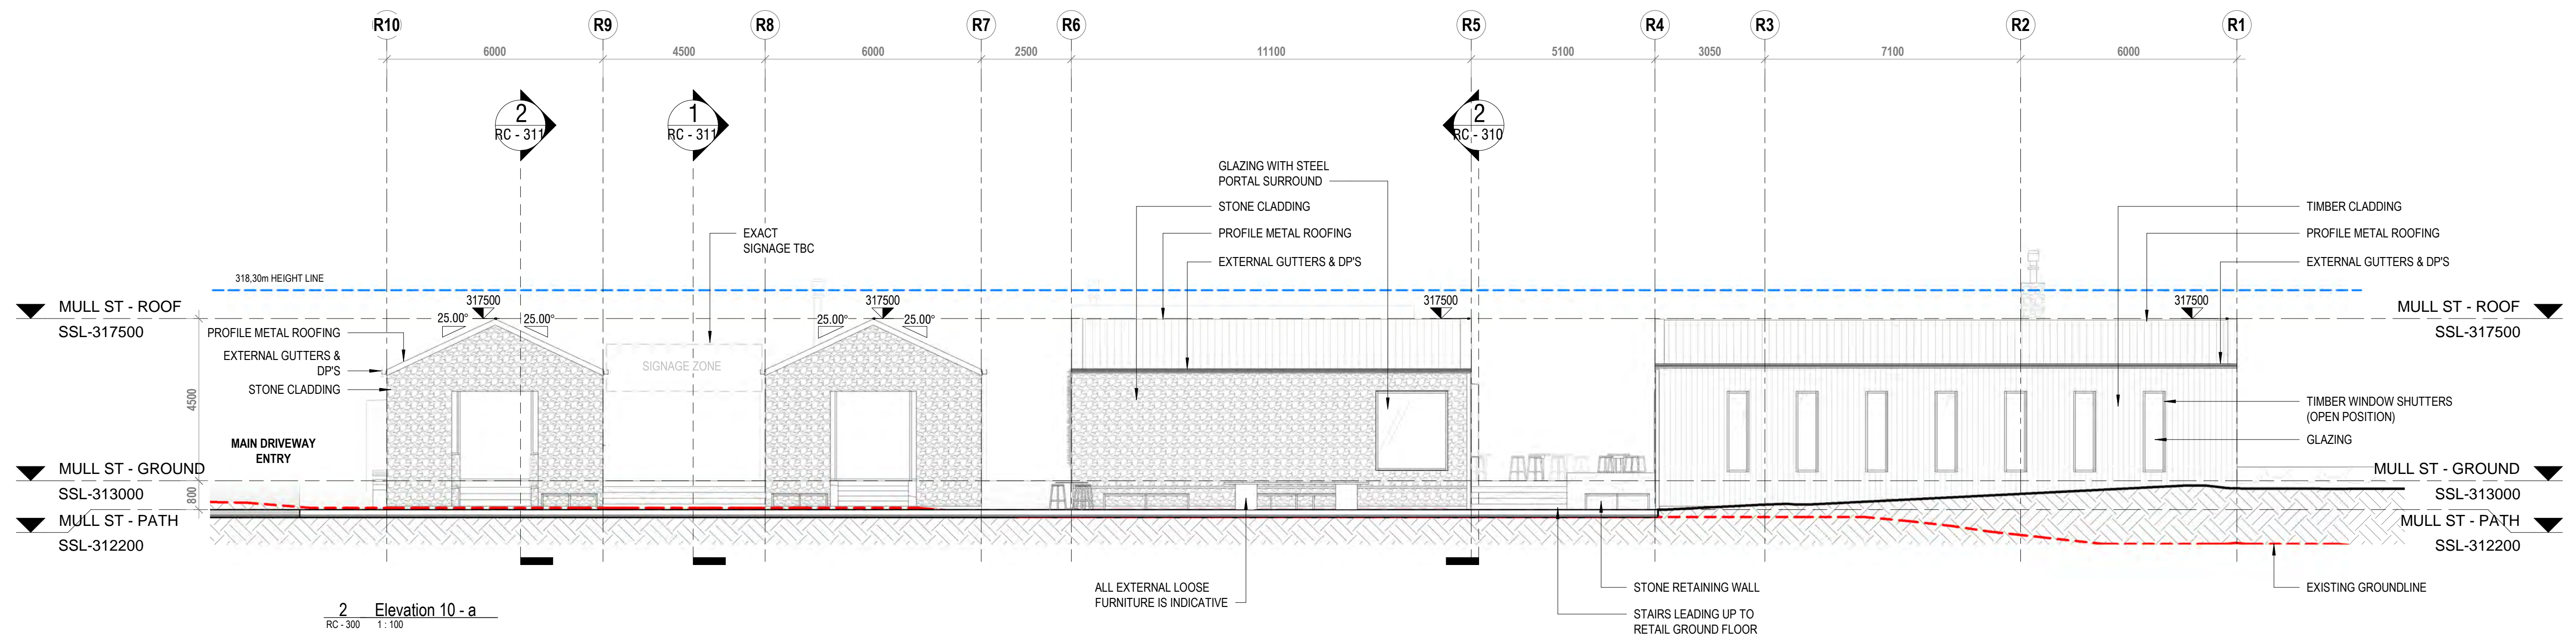 R10 R9 R8 R7 R6 R5 R4 R3 R2 R1
6000 4500 6000 2500 11100 5100 3050 7100 6000
2
RC - 311
1
RC - 311
2
RC - 310
GLAZING WITH STEEL
PORTAL SURROUND
STONE CLADDING
PROFILE METAL ROOFING
EXTERNAL GUTTERS & DP'S
EXACT
SIGNAGE TBC
TIMBER CLADDING
PROFILE METAL ROOFING
EXTERNAL GUTTERS & DP'S
318,30m HEIGHT LINE
MULL ST - ROOF
SSL-317500
317500
25.00°
25.00°
317500
25.00°
25.00°
317500
317500
MULL ST - ROOF
SSL-317500
PROFILE METAL ROOFING
EXTERNAL GUTTERS &
DP'S
STONE CLADDING
SIGNAGE ZONE
4500
800
TIMBER WINDOW SHUTTERS
(OPEN POSITION)
GLAZING
MAIN DRIVEWAY
ENTRY
MULL ST - GROUND
SSL-313000
MULL ST - PATH
SSL-312200
MULL ST - GROUND
SSL-313000
MULL ST - PATH
SSL-312200
ALL EXTERNAL LOOSE
FURNITURE IS INDICATIVE
STONE RETAINING WALL
STAIRS LEADING UP TO
RETAIL GROUND FLOOR
EXISTING GROUNDLINE
2 Elevation 10 - a
RC - 300 1 : 100